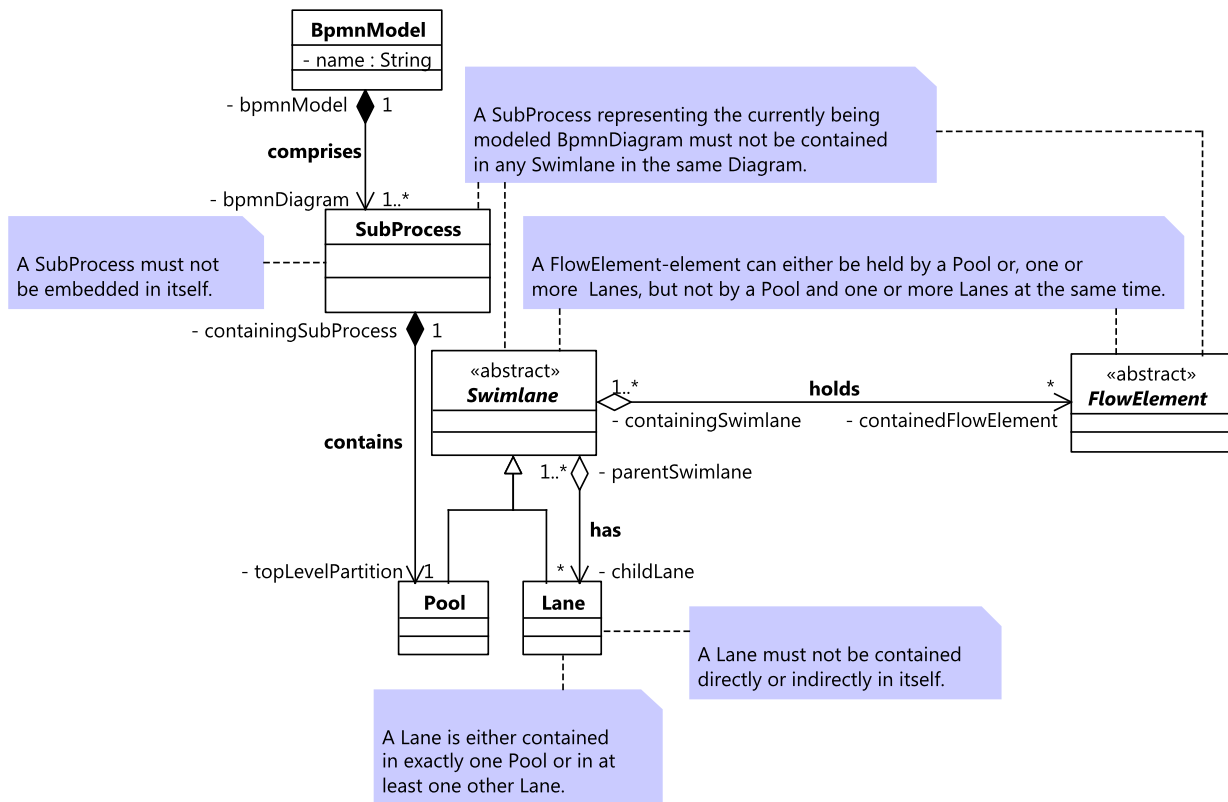 BpmnModel
- name : String
- bpmnModel
1
comprises
- bpmnDiagram
1..*
A SubProcess representing the currently being
modeled BpmnDiagram must not be contained
in any Swimlane in the same Diagram.
SubProcess
A SubProcess must not
be embedded in itself.
A FlowElement-element can either be held by a Pool or, one or
more  Lanes, but not by a Pool and one or more Lanes at the same time.
- containingSubProcess
1
«abstract»
Swimlane
1..*
holds
*
- containingSwimlane
- containedFlowElement
«abstract»
FlowElement
contains
1..*
- parentSwimlane
has
- topLevelPartition
1
*
- childLane
Pool
Lane
A Lane must not be contained
directly or indirectly in itself.
A Lane is either contained
in exactly one Pool or in at
least one other Lane.